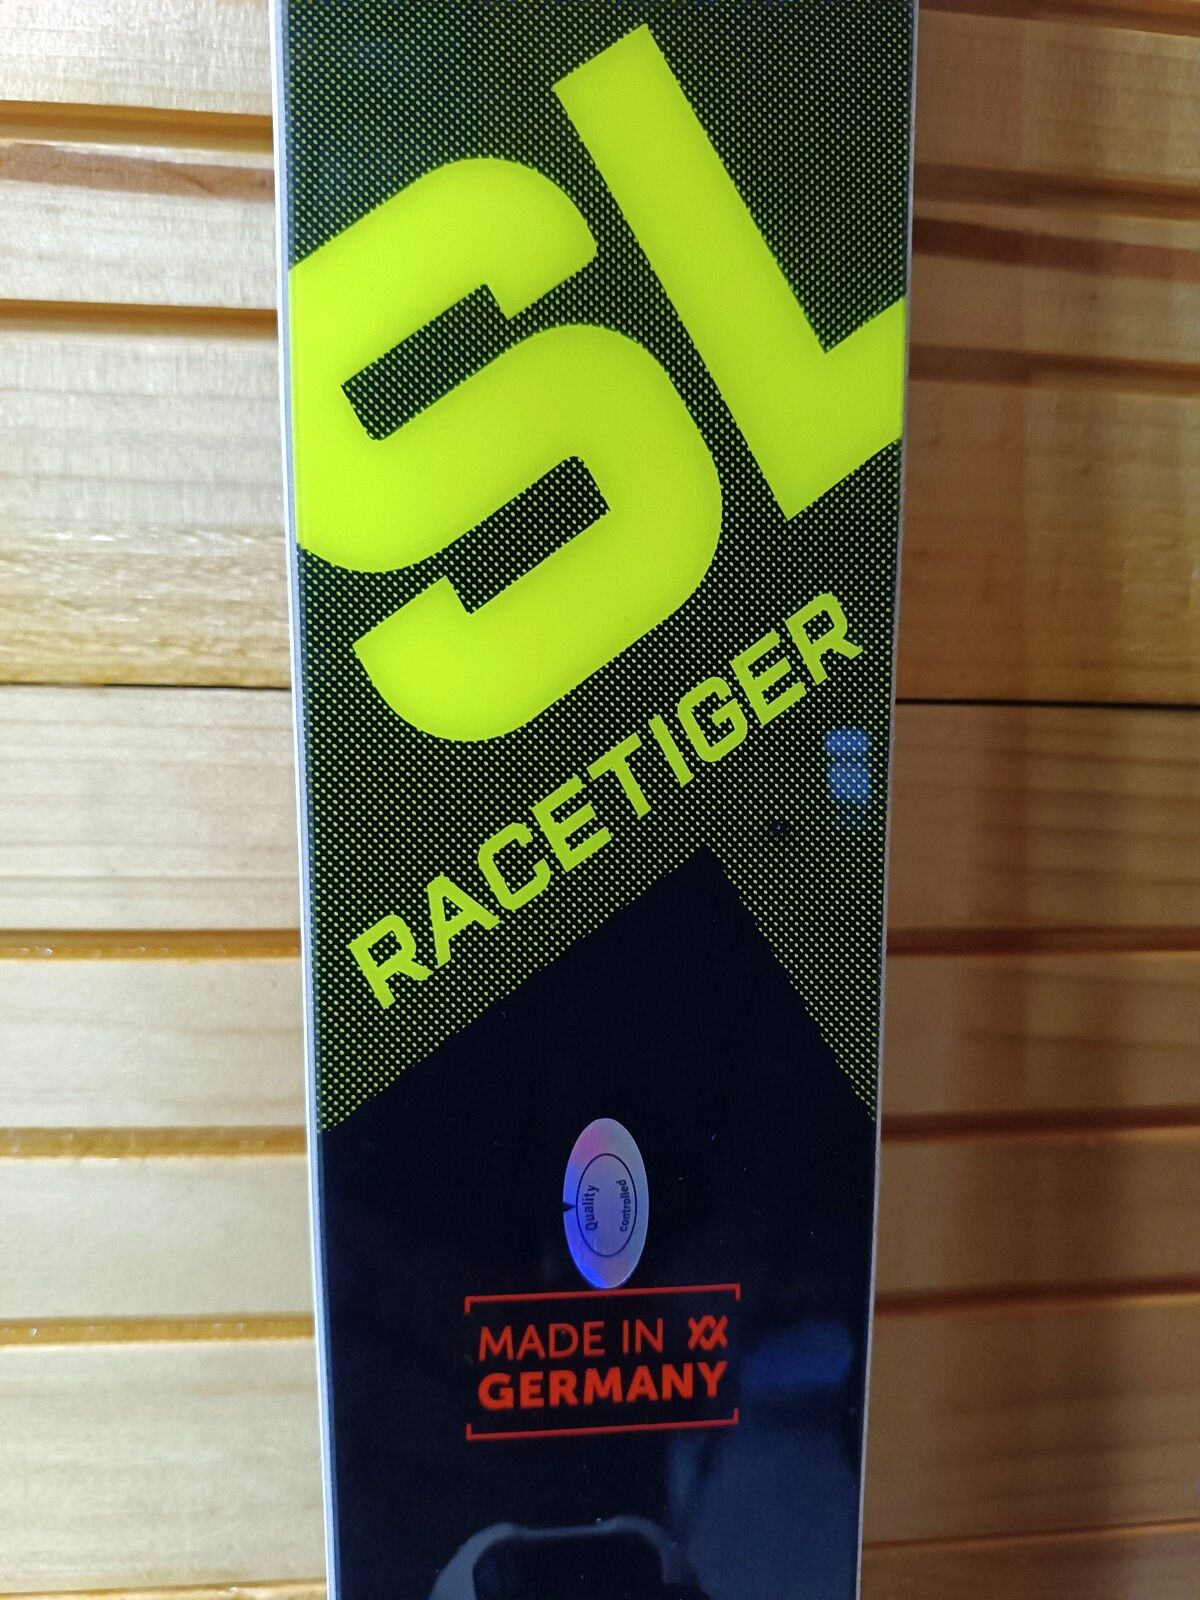 SL
RACETIGER
Quality
controlled
MADE IN
GERMANY